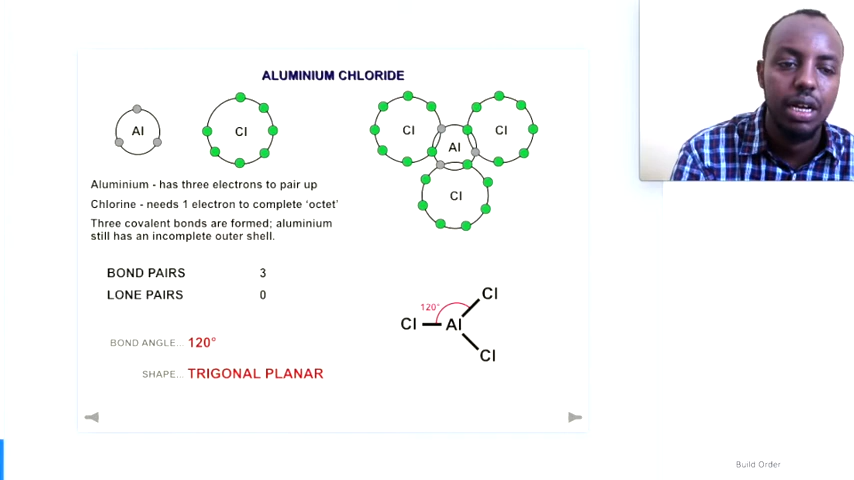 ALUMINIUM CHLORIDE
Al
Cl
Cl
Cl
Al
Cl
Aluminium - has three electrons to pair up
Chlorine - needs 1 electron to complete ‘octet’
Three covalent bonds are formed; aluminium
still has an incomplete outer shell.
BOND PAIRS 3
LONE PAIRS 0
120°
Cl
Cl Al
Cl
BOND ANGLE... 120°
SHAPE... TRIGONAL PLANAR
Build Order